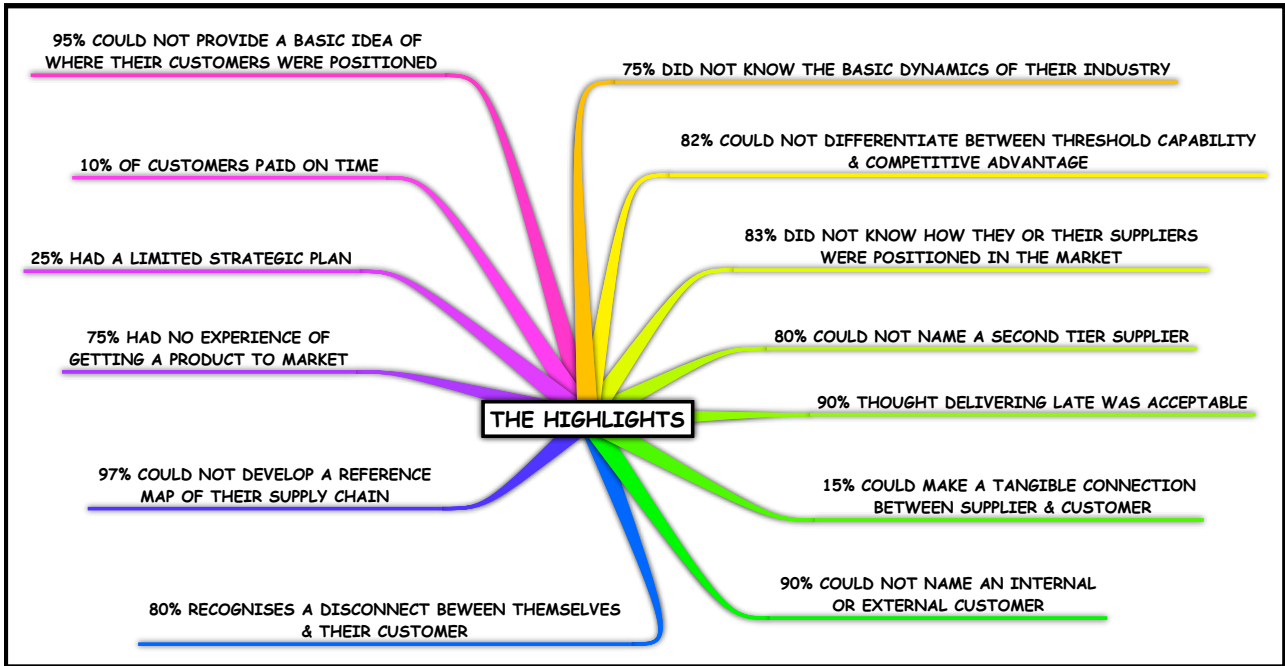 95% COULD NOT PROVIDE A BASIC IDEA OF
WHERE THEIR CUSTOMERS WERE POSITIONED
10% OF CUSTOMERS PAID ON TIME
25% HAD A LIMITED STRATEGIC PLAN
75% HAD NO EXPERIENCE OF
GETTING A PRODUCT TO MARKET
97% COULD NOT DEVELOP A REFERENCE
MAP OF THEIR SUPPLY CHAIN
80% RECOGNISES A DISCONNECT BEWEEN THEMSELVES
& THEIR CUSTOMER
THE HIGHLIGHTS
75% DID NOT KNOW THE BASIC DYNAMICS OF THEIR INDUSTRY
82% COULD NOT DIFFERENTIATE BETWEEN THRESHOLD CAPABILITY
& COMPETITIVE ADVANTAGE
83% DID NOT KNOW HOW THEY OR THEIR SUPPLIERS
WERE POSITIONED IN THE MARKET
80% COULD NOT NAME A SECOND TIER SUPPLIER
90% THOUGHT DELIVERING LATE WAS ACCEPTABLE
15% COULD MAKE A TANGIBLE CONNECTION
BETWEEN SUPPLIER & CUSTOMER
90% COULD NOT NAME AN INTERNAL
OR EXTERNAL CUSTOMER